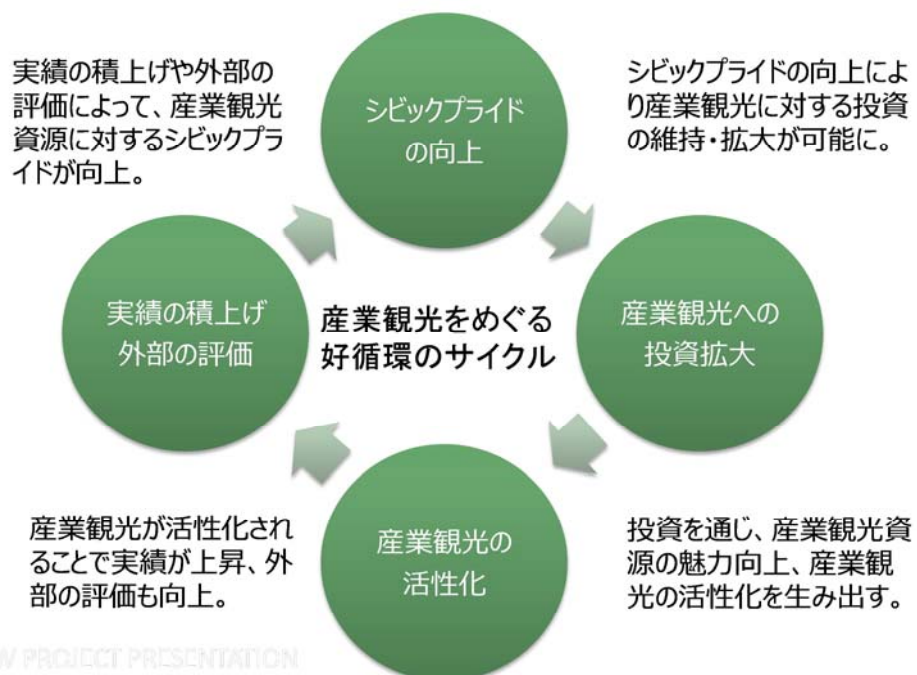 実績の積上げや外部の
評価によって、産業観光
資源に対するシビックプラ
イドが向上。
シビックプライド
の向上
シビックプライドの向上によ
り産業観光に対する投資
の維持・拡大が可能に。
実績の積上げ
外部の評価
産業観光をめぐる
好循環のサイクル
産業観光への
投資拡大
産業観光が活性化され
ることで実績が上昇、外
部の評価も向上。
産業観光の
活性化
投資を通じ、産業観光資
源の魅力向上、産業観
光の活性化を生み出す。
W PROJECT PRESENTATION